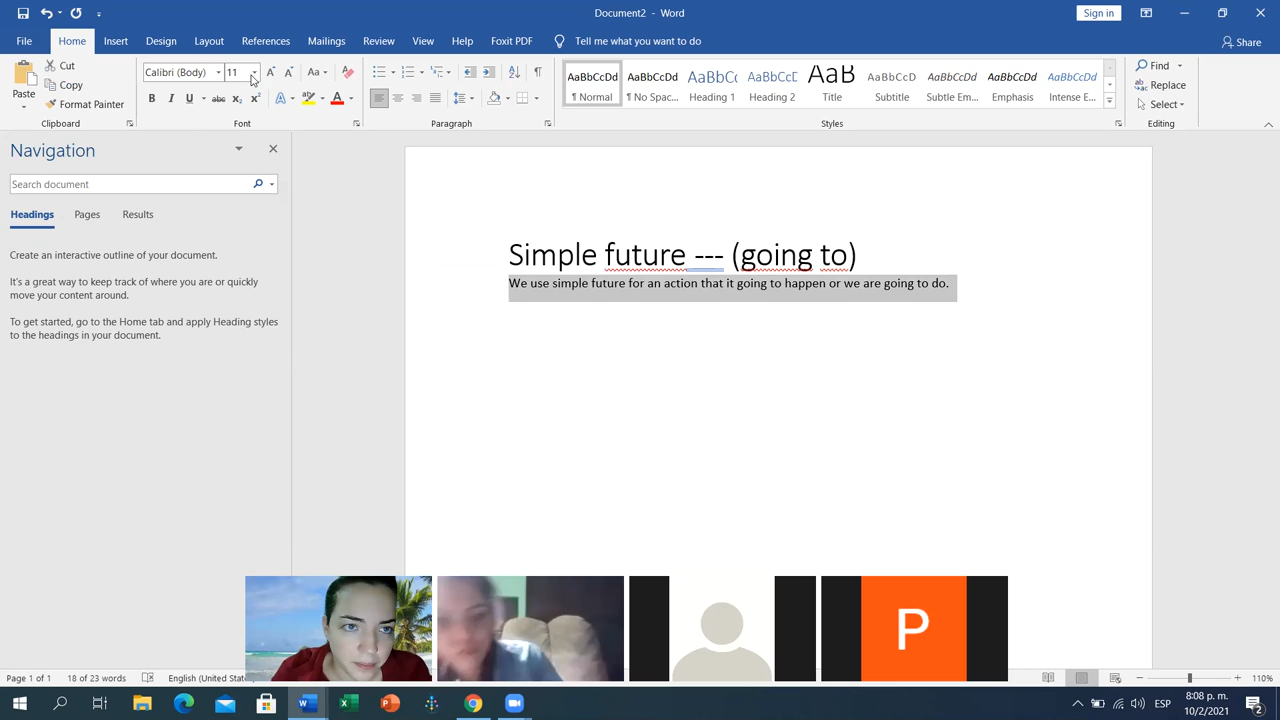 Document2 - Word
Sign in
File Home Insert Design Layout References Mailings Review View Help Foxit PDF Tell me what you want to do Share
Paste
Cut
Copy
Format Painter
Clipboard
Calibri (Body) 11
Font
Paragraph
AaBbCcDd AaBbCcDd AaBbCc AaBbCcD AaB AaBbCcD AaBbCcDd AaBbCcDd AaBbCcDd
¶ Normal ¶ No Spac... Heading 1 Heading 2 Title Subtitle Subtle Em... Emphasis Intense E...
Styles
Find
Replace
Select
Editing
Navigation
Search document
Headings Pages Results
Create an interactive outline of your document.
It's a great way to keep track of where you are or quickly
move your content around.
To get started, go to the Home tab and apply Heading styles
to the headings in your document.
Simple future --- (going to)
We use simple future for an action that it going to happen or we are going to do.
P
Page 1 of 1 18 of 23 words English (United State
110%
ESP
8:08 p. m.
10/2/2021
2